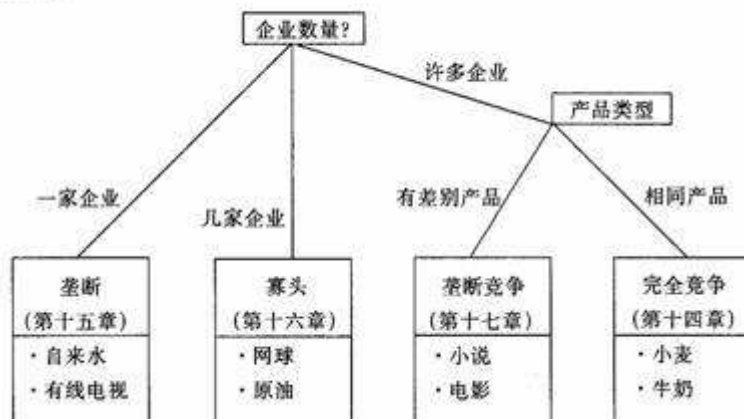 企业数量?
许多企业
产品类型
一家企业
几家企业
有差别产品
相同产品
垄断
(第十五章)
·自来水
·有线电视
寡头
(第十六章)
·网球
·原油
垄断竞争
(第十七章)
·小说
·电影
完全竞争
(第十四章)
·小麦
·牛奶